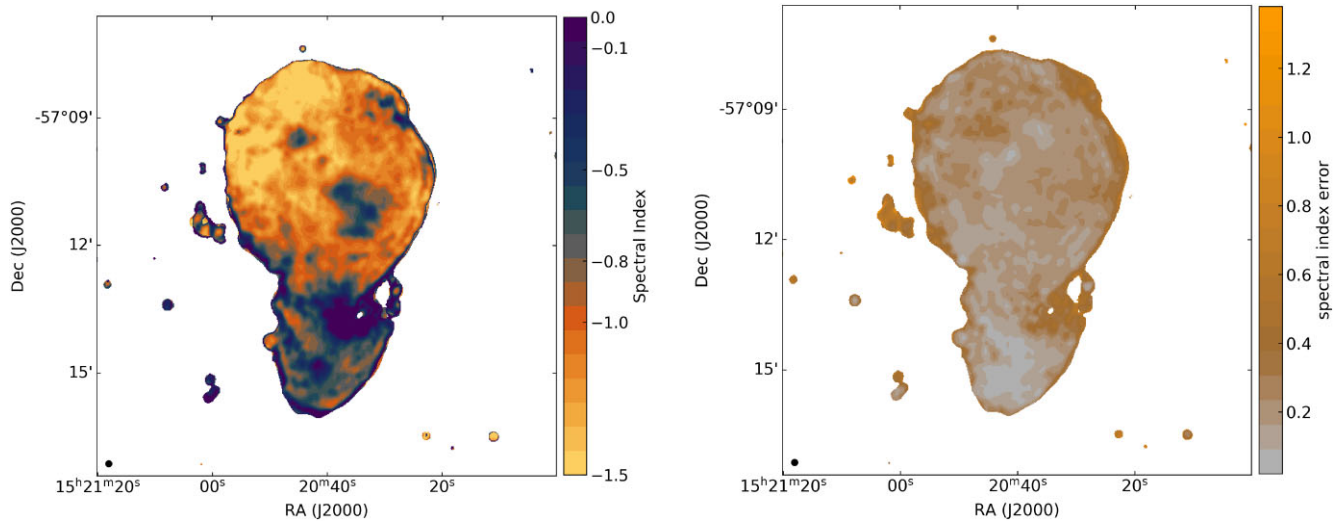 0.0
−0.1
−0.5
−0.8
−1.0
−1.5
Spectral Index
-57°09'
12'
15'
Dec (J2000)
15ʰ21ᵐ20ˢ
00ˢ
20ᵐ40ˢ
20ˢ
RA (J2000)
1.2
1.0
0.8
0.6
0.4
0.2
spectral index error
-57°09'
12'
15'
Dec (J2000)
15ʰ21ᵐ20ˢ
00ˢ
20ᵐ40ˢ
20ˢ
RA (J2000)